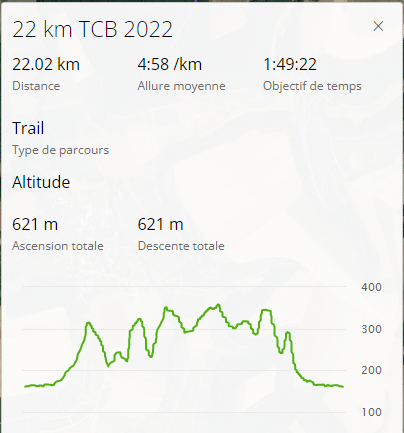 22 km TCB 2022
22.02 km 4:58 /km 1:49:22
Distance Allure moyenne Objectif de temps
Trail
Type de parcours
Altitude
621 m 621 m
Ascension totale Descente totale
400
300
200
100